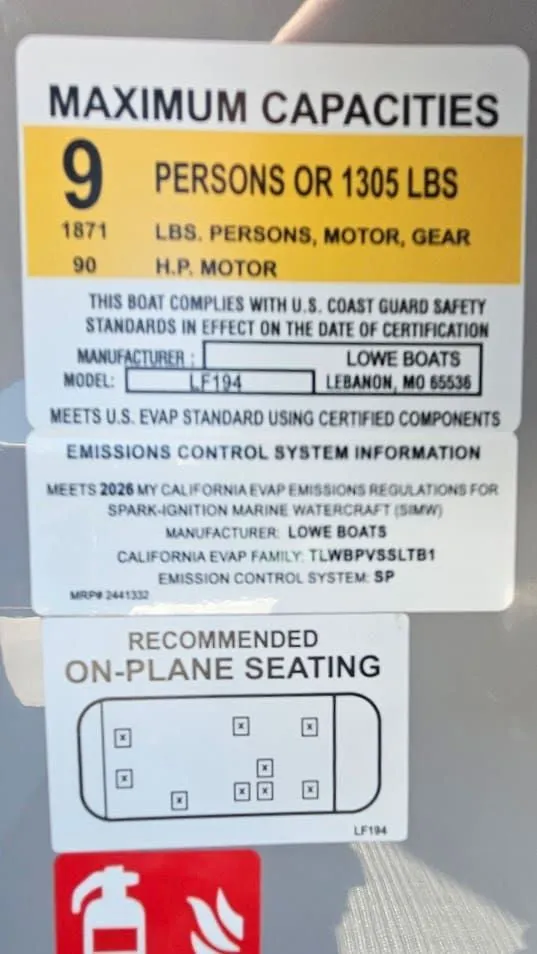 MAXIMUM CAPACITIES
9 PERSONS OR 1305 LBS
1871 LBS. PERSONS, MOTOR, GEAR
90 H.P. MOTOR
THIS BOAT COMPLIES WITH U.S. COAST GUARD SAFETY
STANDARDS IN EFFECT ON THE DATE OF CERTIFICATION
MANUFACTURER : LOWE BOATS
MODEL: LF194 LEBANON, MO 65536
MEETS U.S. EVAP STANDARD USING CERTIFIED COMPONENTS
EMISSIONS CONTROL SYSTEM INFORMATION
MEETS 2026 MY CALIFORNIA EVAP EMISSIONS REGULATIONS FOR
SPARK-IGNITION MARINE WATERCRAFT (SIMW)
MANUFACTURER: LOWE BOATS
CALIFORNIA EVAP FAMILY: TLWBPVSSLTB1
EMISSION CONTROL SYSTEM: SP
MRP# 2441332
RECOMMENDED
ON-PLANE SEATING
x x x
x x
x x x x
LF194